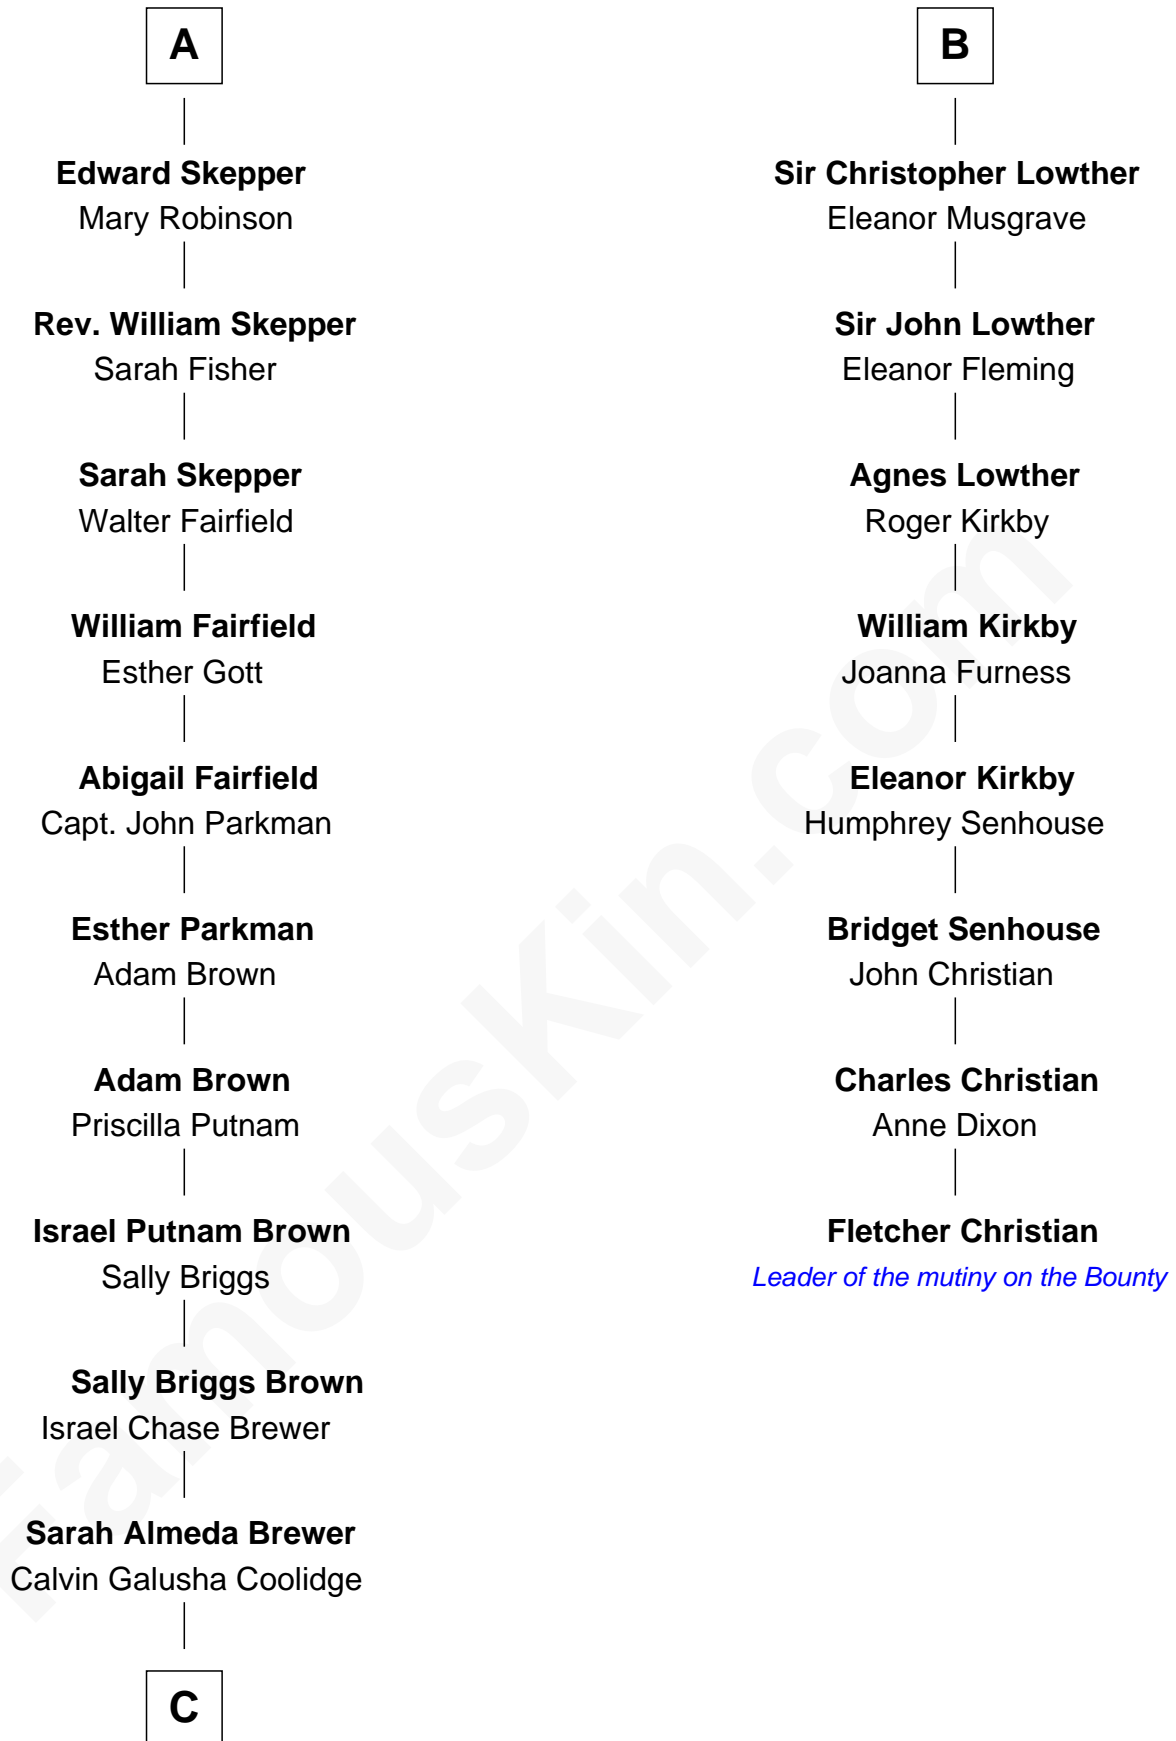 A
Edward Skepper
Mary Robinson
Rev. William Skepper
Sarah Fisher
Sarah Skepper
Walter Fairfield
William Fairfield
Esther Gott
Abigail Fairfield
Capt. John Parkman
Esther Parkman
Adam Brown
Adam Brown
Priscilla Putnam
Israel Putnam Brown
Sally Briggs
Sally Briggs Brown
Israel Chase Brewer
Sarah Almeda Brewer
Calvin Galusha Coolidge
C
B
Sir Christopher Lowther
Eleanor Musgrave
Sir John Lowther
Eleanor Fleming
Agnes Lowther
Roger Kirkby
William Kirkby
Joanna Furness
Eleanor Kirkby
Humphrey Senhouse
Bridget Senhouse
John Christian
Charles Christian
Anne Dixon
Fletcher Christian
Leader of the mutiny on the Bounty
FamousKin.com